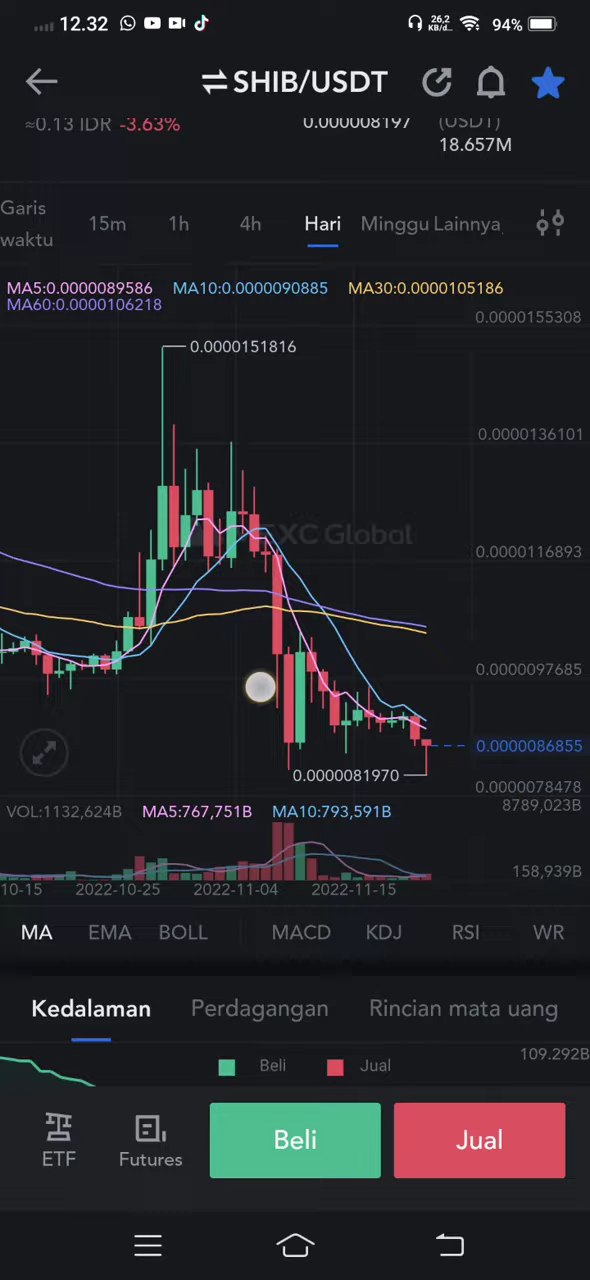 12.32
26,2
KB/d...
94%
SHIB/USDT
≈0.13 IDR -3.63%
0.000008197
(USDT)
18.657M
Garis waktu
15m
1h
4h
Hari
Minggu
Lainnya
MA5:0.0000089586 MA10:0.0000090885 MA30:0.0000105186
MA60:0.0000106218
0.0000155308
0.0000151816
0.0000136101
EXC Global
0.0000116893
0.0000097685
0.0000086855
0.0000081970
0.0000078478
VOL:1132,624B MA5:767,751B MA10:793,591B
8789,023B
158,939B
10-15
2022-10-25
2022-11-04
2022-11-15
MA
EMA
BOLL
MACD
KDJ
RSI
WR
Kedalaman
Perdagangan
Rincian mata uang
Beli
Jual
109.292B
ETF
Futures
Beli
Jual